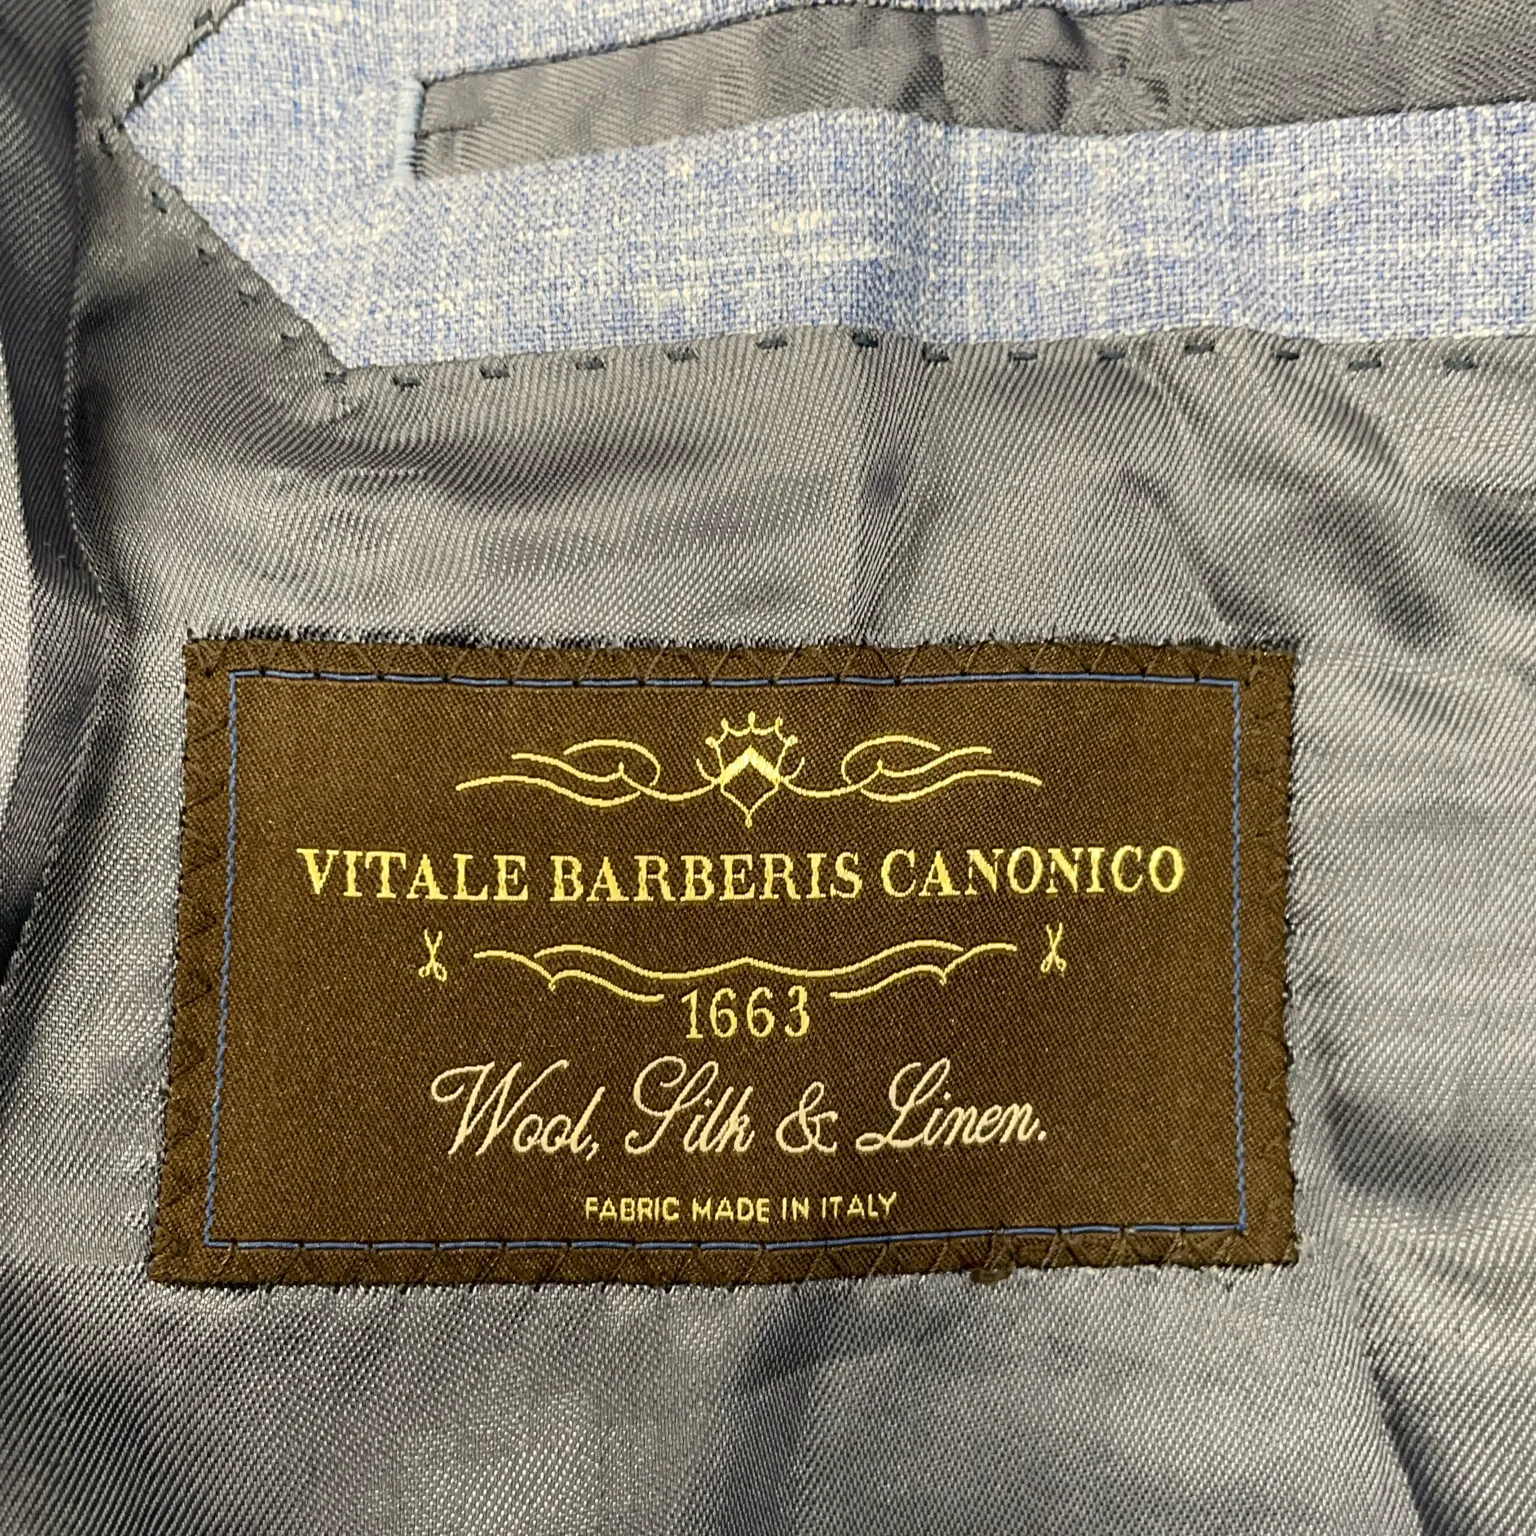 VITALE BARBERIS CANONICO
1663
Wool, Silk & Linen.
FABRIC MADE IN ITALY